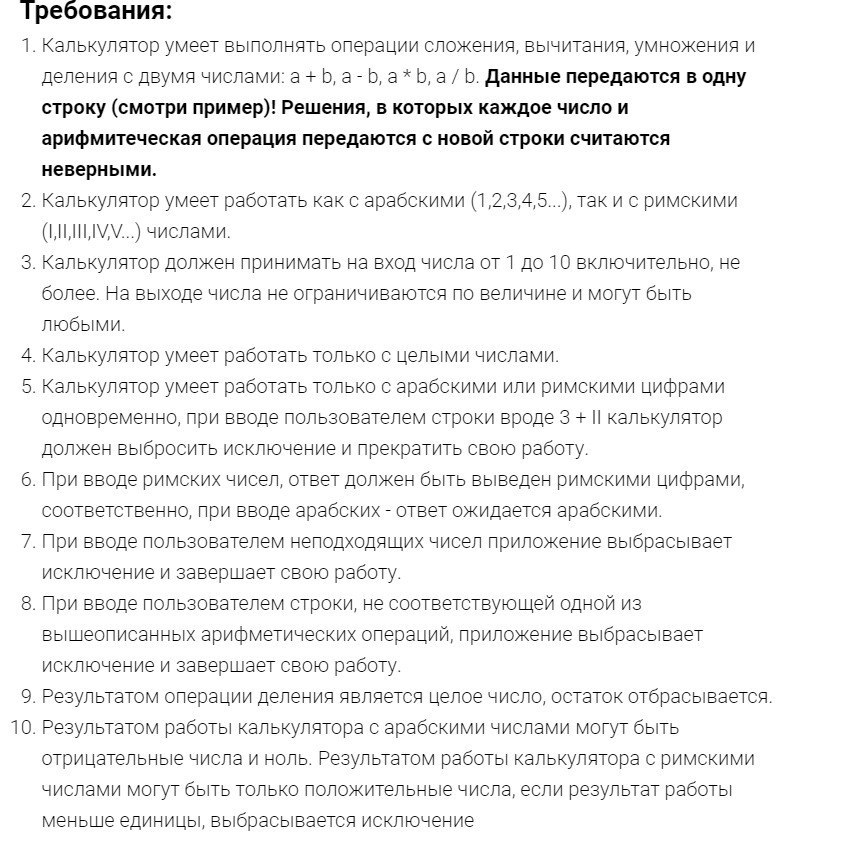 Требования:
1. Калькулятор умеет выполнять операции сложения, вычитания, умножения и
деления с двумя числами: a + b, a - b, a * b, a / b. Данные передаются в одну
строку (смотри пример)! Решения, в которых каждое число и
арифмитеческая операция передаются с новой строки считаются
неверными.
2. Калькулятор умеет работать как с арабскими (1,2,3,4,5...), так и с римскими
(I,II,III,IV,V...) числами.
3. Калькулятор должен принимать на вход числа от 1 до 10 включительно, не
более. На выходе числа не ограничиваются по величине и могут быть
любыми.
4. Калькулятор умеет работать только с целыми числами.
5. Калькулятор умеет работать только с арабскими или римскими цифрами
одновременно, при вводе пользователем строки вроде 3 + II калькулятор
должен выбросить исключение и прекратить свою работу.
6. При вводе римских чисел, ответ должен быть выведен римскими цифрами,
соответственно, при вводе арабских - ответ ожидается арабскими.
7. При вводе пользователем неподходящих чисел приложение выбрасывает
исключение и завершает свою работу.
8. При вводе пользователем строки, не соответствующей одной из
вышеописанных арифметических операций, приложение выбрасывает
исключение и завершает свою работу.
9. Результатом операции деления является целое число, остаток отбрасывается.
10. Результатом работы калькулятора с арабскими числами могут быть
отрицательные числа и ноль. Результатом работы калькулятора с римскими
числами могут быть только положительные числа, если результат работы
меньше единицы, выбрасывается исключение